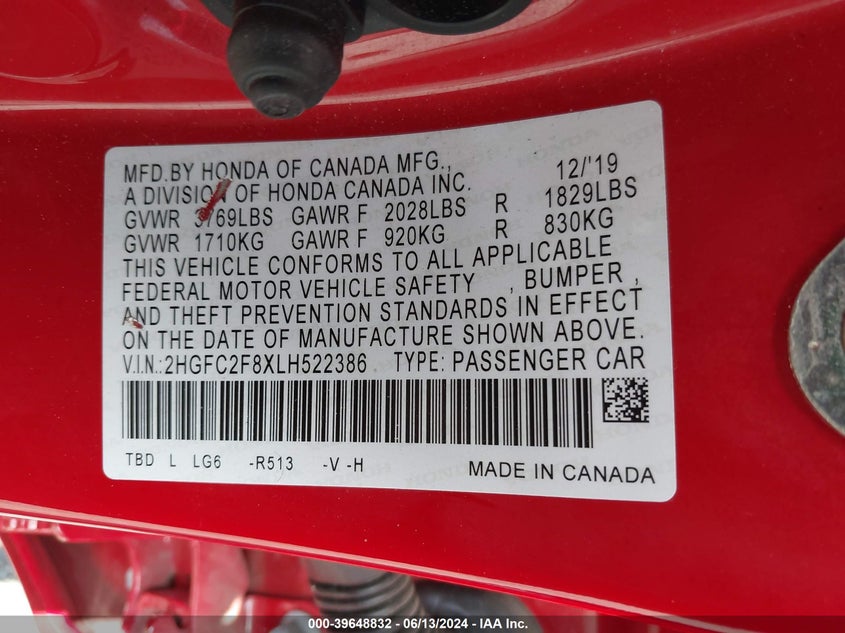 MFD.BY HONDA OF CANADA MFG., 12/'19
A DIVISION OF HONDA CANADA INC.
GVWR 3769LBS GAWR F 2028LBS R 1829LBS
GVWR 1710KG GAWR F 920KG R 830KG
THIS VEHICLE CONFORMS TO ALL APPLICABLE
FEDERAL MOTOR VEHICLE SAFETY , BUMPER ,
AND THEFT PREVENTION STANDARDS IN EFFECT
ON THE DATE OF MANUFACTURE SHOWN ABOVE.
V.I.N.:2HGFC2F8XLH522386 TYPE: PASSENGER CAR
TBD L LG6 -R513 -V -H MADE IN CANADA
000-39648832 - 06/13/2024 - IAA Inc.